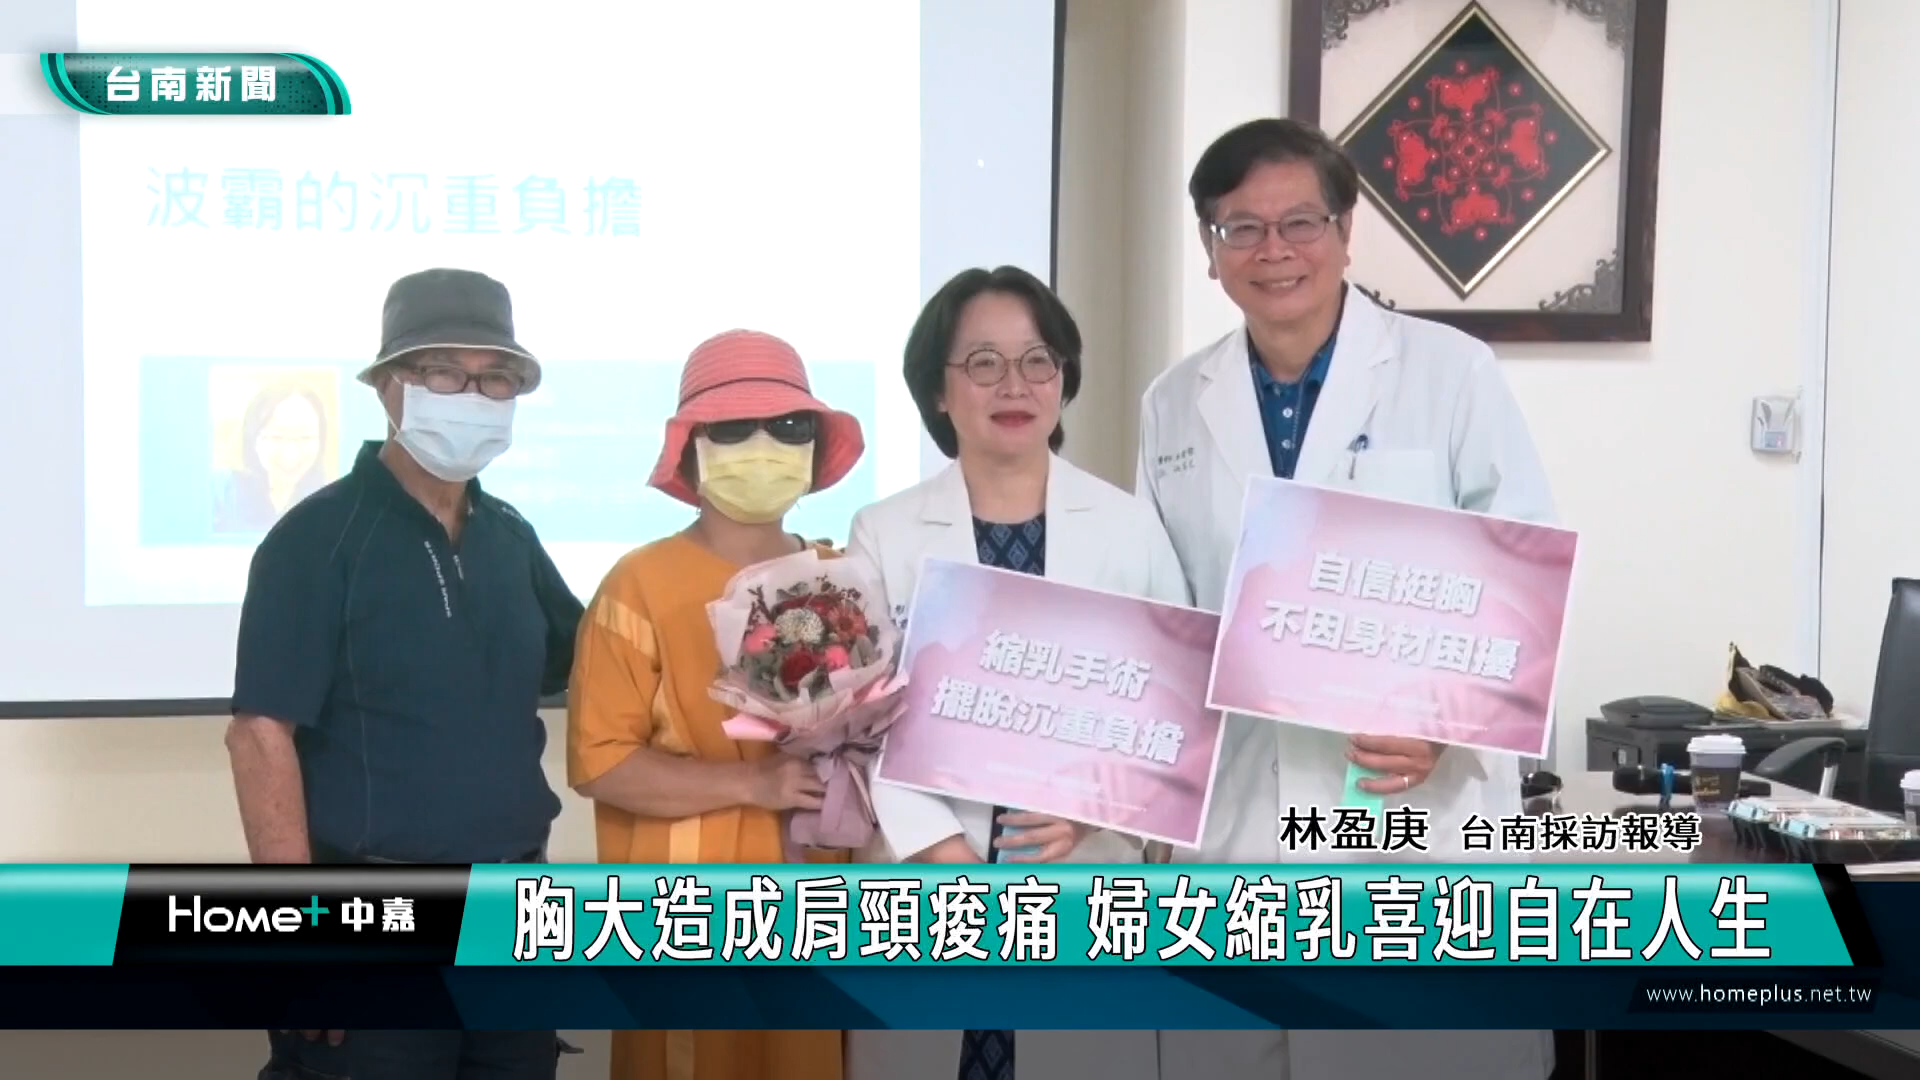 台南新聞
波霸的沉重負擔
自信挺胸
不因身材困擾
縮乳手術
擺脫沉重負擔
林盈庚 台南採訪報導
Home+ 中嘉
胸大造成肩頸痠痛 婦女縮乳喜迎自在人生
www.homeplus.net.tw